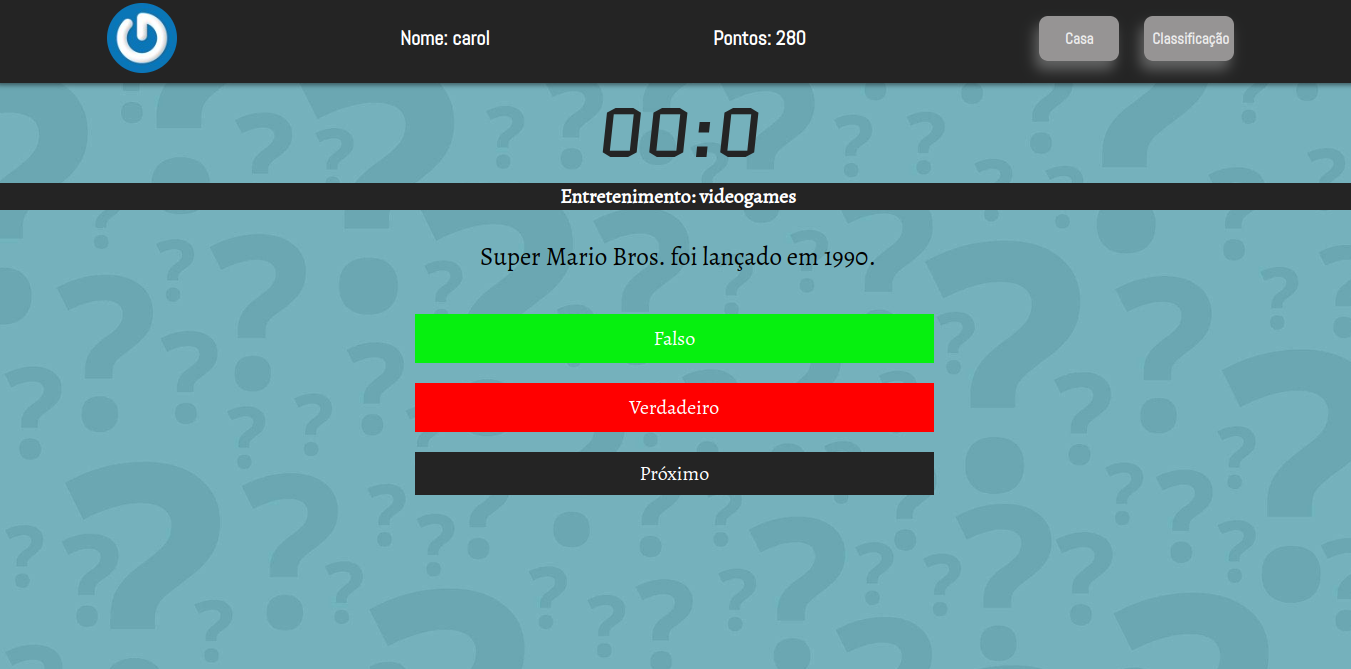 Nome: carol
Pontos: 280
Casa
Classificação
00:0
Entretenimento: videogames
Super Mario Bros. foi lançado em 1990.
Falso
Verdadeiro
Próximo